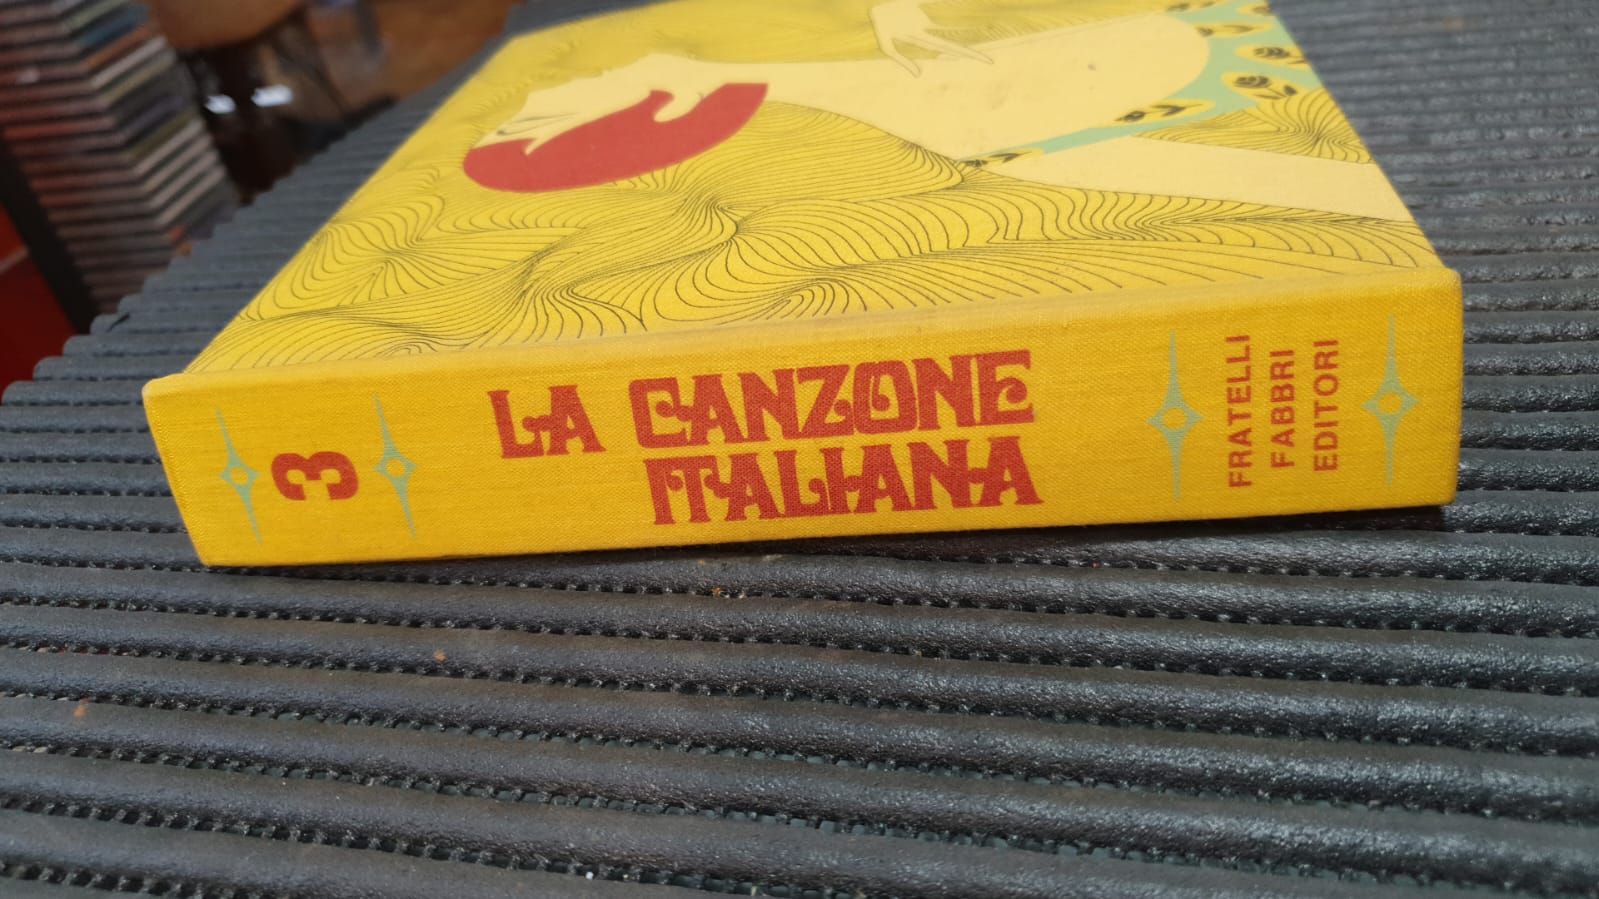 3
LA CANZONE
ITALIANA
FRATELLI
FABBRI
EDITORI